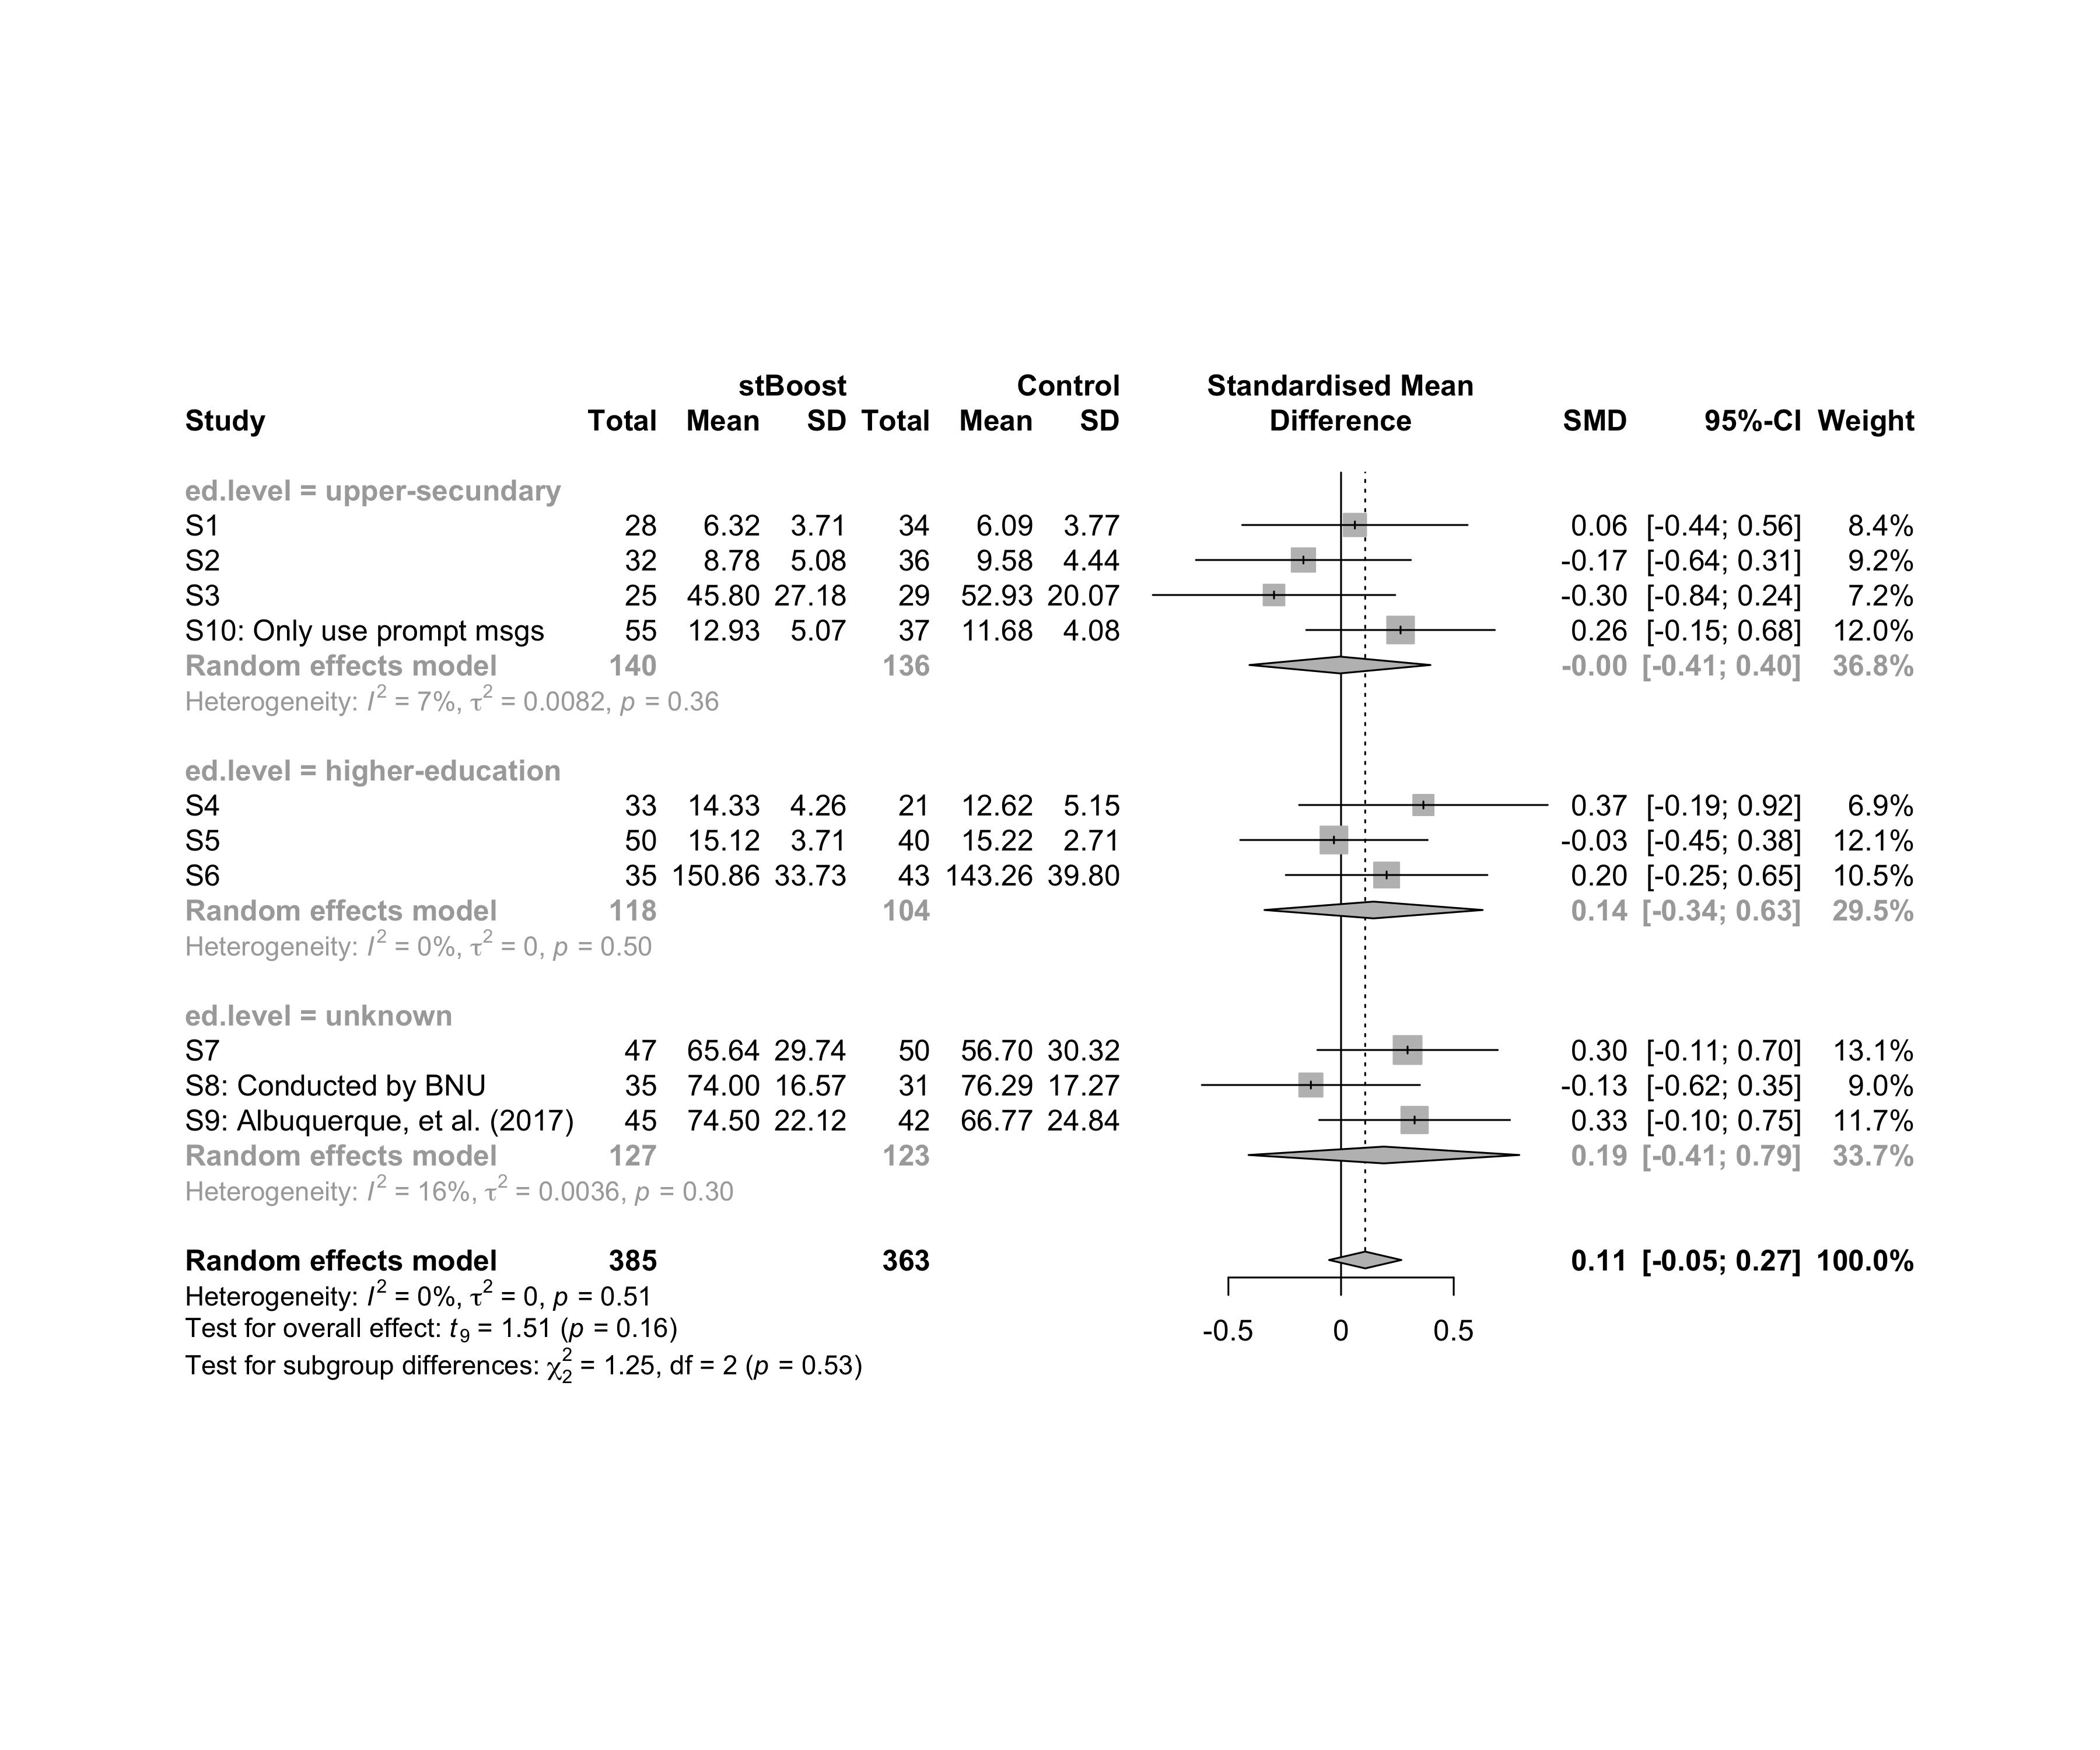 stBoost Control Standardised Mean
Study Total Mean SD Total Mean SD Difference SMD 95%-CI Weight
ed.level = upper-secundary
S1 28 6.32 3.71 34 6.09 3.77 0.06 [-0.44; 0.56] 8.4%
S2 32 8.78 5.08 36 9.58 4.44 -0.17 [-0.64; 0.31] 9.2%
S3 25 45.80 27.18 29 52.93 20.07 -0.30 [-0.84; 0.24] 7.2%
S10: Only use prompt msgs 55 12.93 5.07 37 11.68 4.08 0.26 [-0.15; 0.68] 12.0%
Random effects model 140 136 -0.00 [-0.41; 0.40] 36.8%
Heterogeneity: I² = 7%, τ² = 0.0082, p = 0.36
ed.level = higher-education
S4 33 14.33 4.26 21 12.62 5.15 0.37 [-0.19; 0.92] 6.9%
S5 50 15.12 3.71 40 15.22 2.71 -0.03 [-0.45; 0.38] 12.1%
S6 35 150.86 33.73 43 143.26 39.80 0.20 [-0.25; 0.65] 10.5%
Random effects model 118 104 0.14 [-0.34; 0.63] 29.5%
Heterogeneity: I² = 0%, τ² = 0, p = 0.50
ed.level = unknown
S7 47 65.64 29.74 50 56.70 30.32 0.30 [-0.11; 0.70] 13.1%
S8: Conducted by BNU 35 74.00 16.57 31 76.29 17.27 -0.13 [-0.62; 0.35] 9.0%
S9: Albuquerque, et al. (2017) 45 74.50 22.12 42 66.77 24.84 0.33 [-0.10; 0.75] 11.7%
Random effects model 127 123 0.19 [-0.41; 0.79] 33.7%
Heterogeneity: I² = 16%, τ² = 0.0036, p = 0.30
Random effects model 385 363 0.11 [-0.05; 0.27] 100.0%
Heterogeneity: I² = 0%, τ² = 0, p = 0.51
Test for overall effect: t₉ = 1.51 (p = 0.16)
-0.5 0 0.5
Test for subgroup differences: χ²₂ = 1.25, df = 2 (p = 0.53)